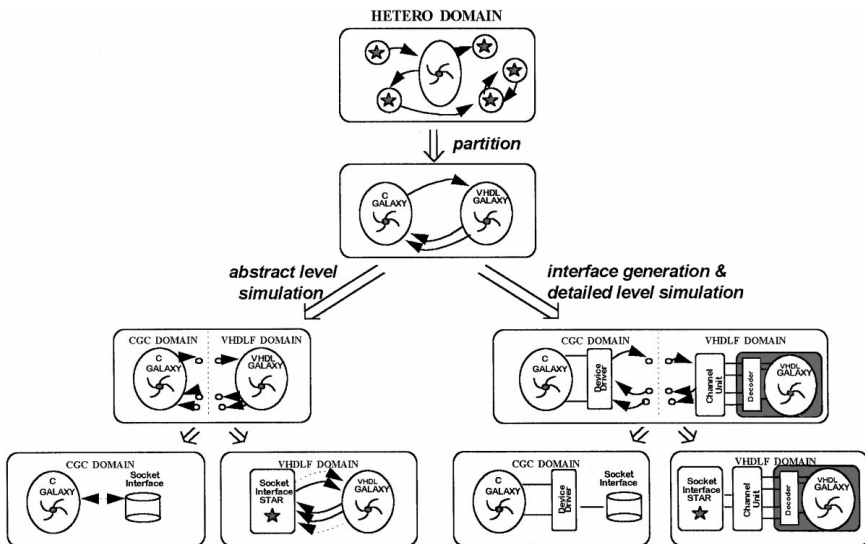 HETERO DOMAIN
partition
C
GALAXY
VHDL
GALAXY
abstract level
simulation
interface generation &
detailed level simulation
CGC DOMAIN
VHDLF DOMAIN
C
GALAXY
VHDL
GALAXY
CGC DOMAIN
VHDLF DOMAIN
C
GALAXY
Device
Driver
Channel
Unit
Decoder
VHDL
GALAXY
CGC DOMAIN
C
GALAXY
Socket
Interface
VHDLF DOMAIN
Socket
Interface
STAR
VHDL
GALAXY
CGC DOMAIN
C
GALAXY
Device
Driver
Socket
Interface
VHDLF DOMAIN
Socket
Interface
STAR
Channel
Unit
Decoder
VHDL
GALAXY